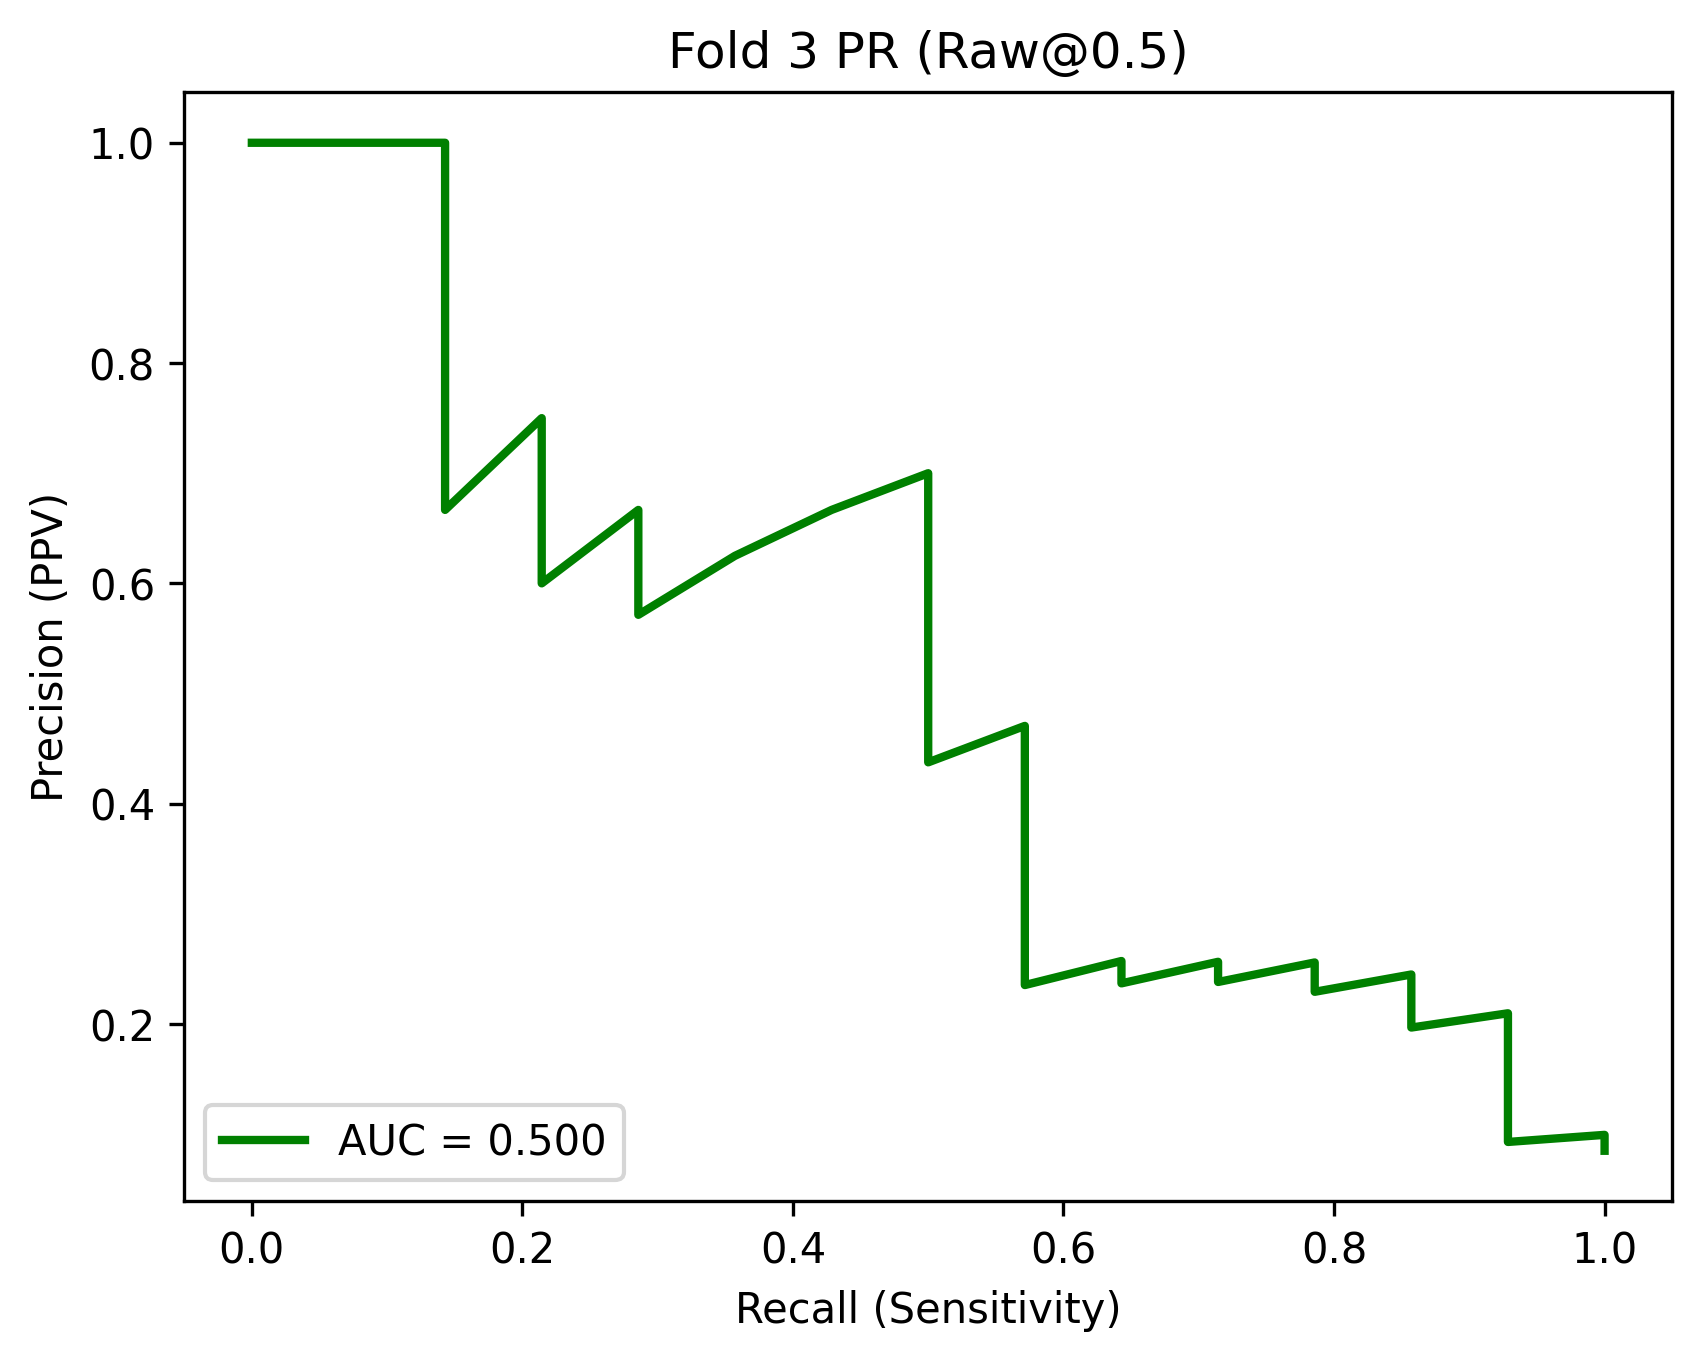 Fold 3 PR (Raw@0.5)
1.0
0.8
0.6
0.4
0.2
Precision (PPV)
AUC = 0.500
0.0 0.2 0.4 0.6 0.8 1.0
Recall (Sensitivity)